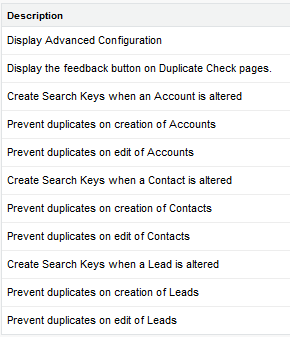 Description
Display Advanced Configuration
Display the feedback button on Duplicate Check pages.
Create Search Keys when an Account is altered
Prevent duplicates on creation of Accounts
Prevent duplicates on edit of Accounts
Create Search Keys when a Contact is altered
Prevent duplicates on creation of Contacts
Prevent duplicates on edit of Contacts
Create Search Keys when a Lead is altered
Prevent duplicates on creation of Leads
Prevent duplicates on edit of Leads